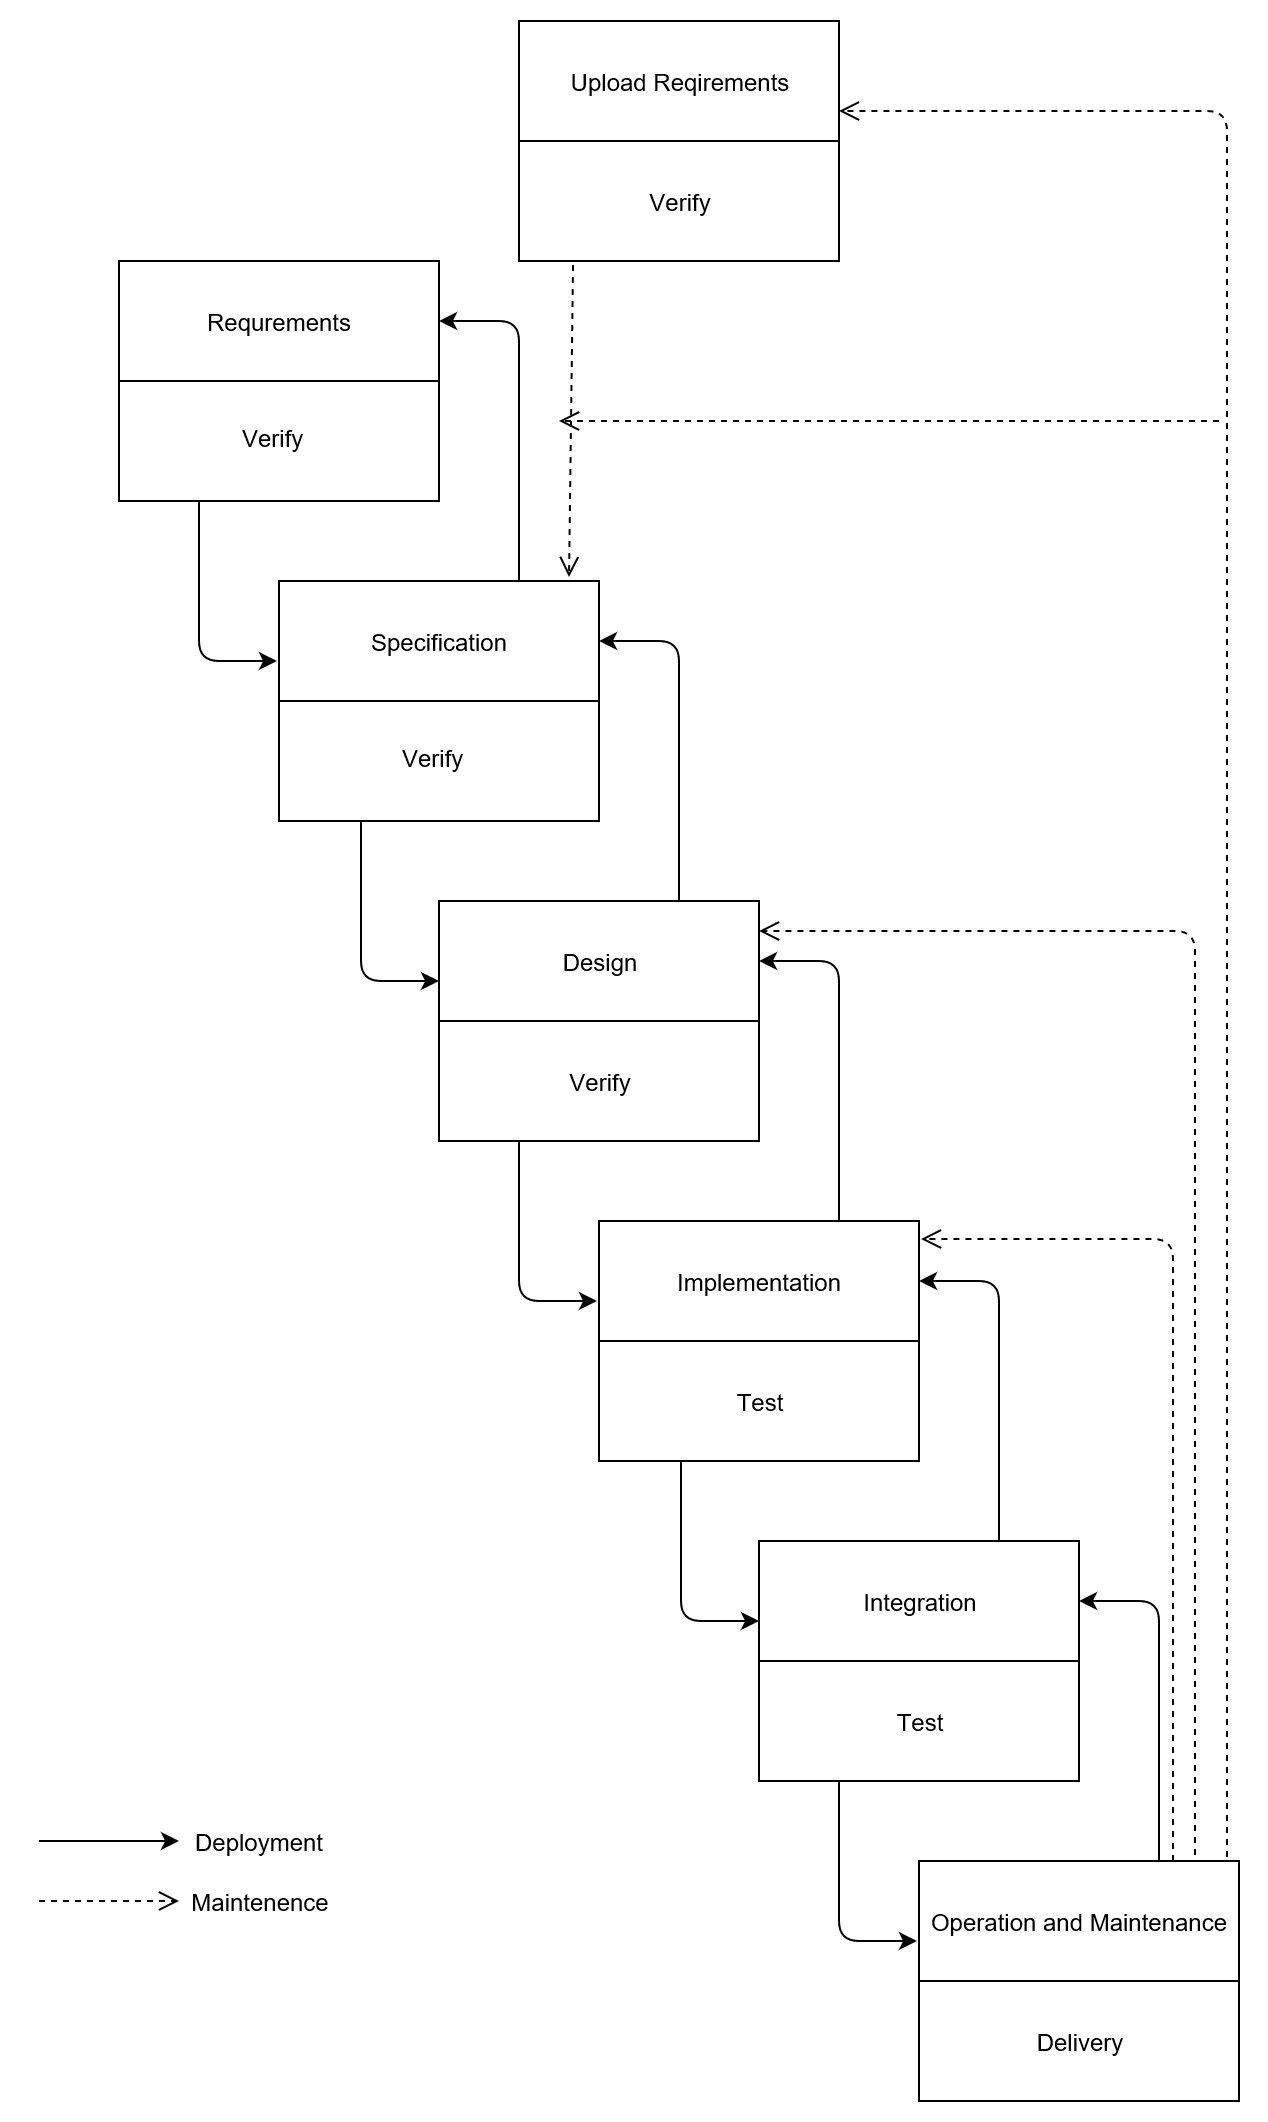 Upload Reqirements
Verify
Requrements
Verify
Specification
Verify
Design
Verify
Implementation
Test
Integration
Test
Deployment
Maintenence
Operation and Maintenance
Delivery